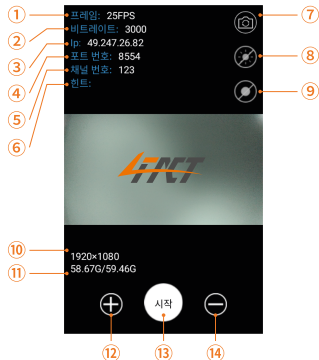 ① 프레임: 25FPS ⑦
② 비트레이트: 3000
③ Ip: 49.247.26.82
④ 포트 번호: 8554 ⑧
⑤ 채널 번호: 123
⑥ 힌트: ⑨
4FNCT
⑩ 1920×1080
⑪ 58.67G/59.46G
시작
⑫ ⑬ ⑭